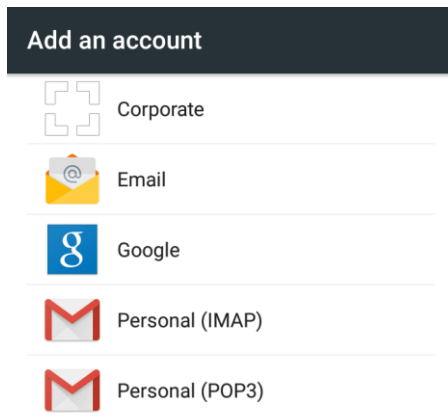 Add an account
Corporate
@
Email
g
Google
Personal (IMAP)
Personal (POP3)